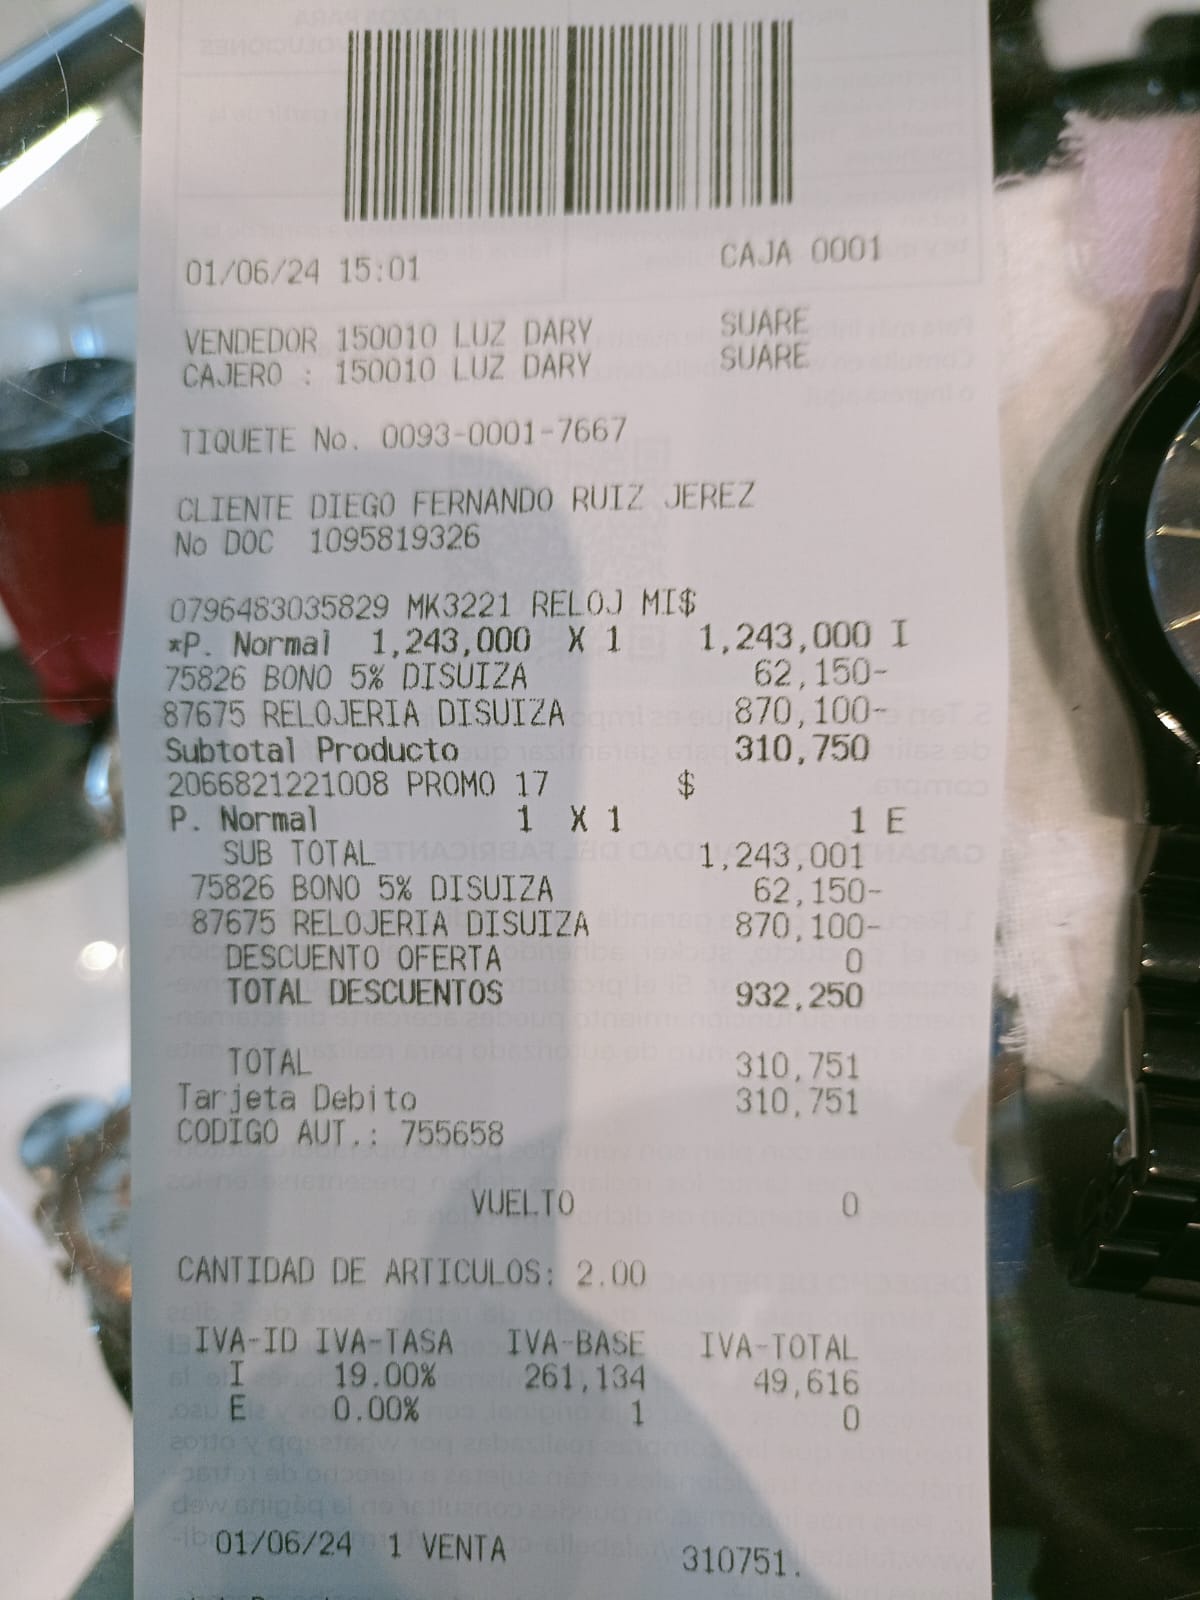 01/06/24 15:01 CAJA 0001
VENDEDOR 150010 LUZ DARY SUARE
CAJERO : 150010 LUZ DARY SUARE
TIQUETE No. 0093-0001-7667
CLIENTE DIEGO FERNANDO RUIZ JEREZ
No DOC 1095819326
0796483035829 MK3221 RELOJ MI$
*P. Normal 1,243,000 X 1 1,243,000 I
75826 BONO 5% DISUIZA 62,150-
87675 RELOJERIA DISUIZA 870,100-
Subtotal Producto 310,750
2066821221008 PROMO 17 $
P. Normal 1 X 1 1 E
SUB TOTAL 1,243,001
75826 BONO 5% DISUIZA 62,150-
87675 RELOJERIA DISUIZA 870,100-
DESCUENTO OFERTA 0
TOTAL DESCUENTOS 932,250
TOTAL 310,751
Tarjeta Debito 310,751
CODIGO AUT.: 755658
VUELTO 0
CANTIDAD DE ARTICULOS: 2.00
IVA-ID IVA-TASA IVA-BASE IVA-TOTAL
I 19.00% 261,134 49,616
E 0.00% 1 0
01/06/24 1 VENTA 310751.